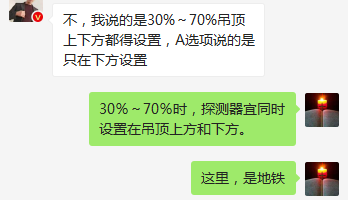 不，我说的是30%～70%吊顶
上下方都得设置，A选项说的是
只在下方设置
30%～70%时，探测器宜同时
设置在吊顶上方和下方。
这里，是地铁